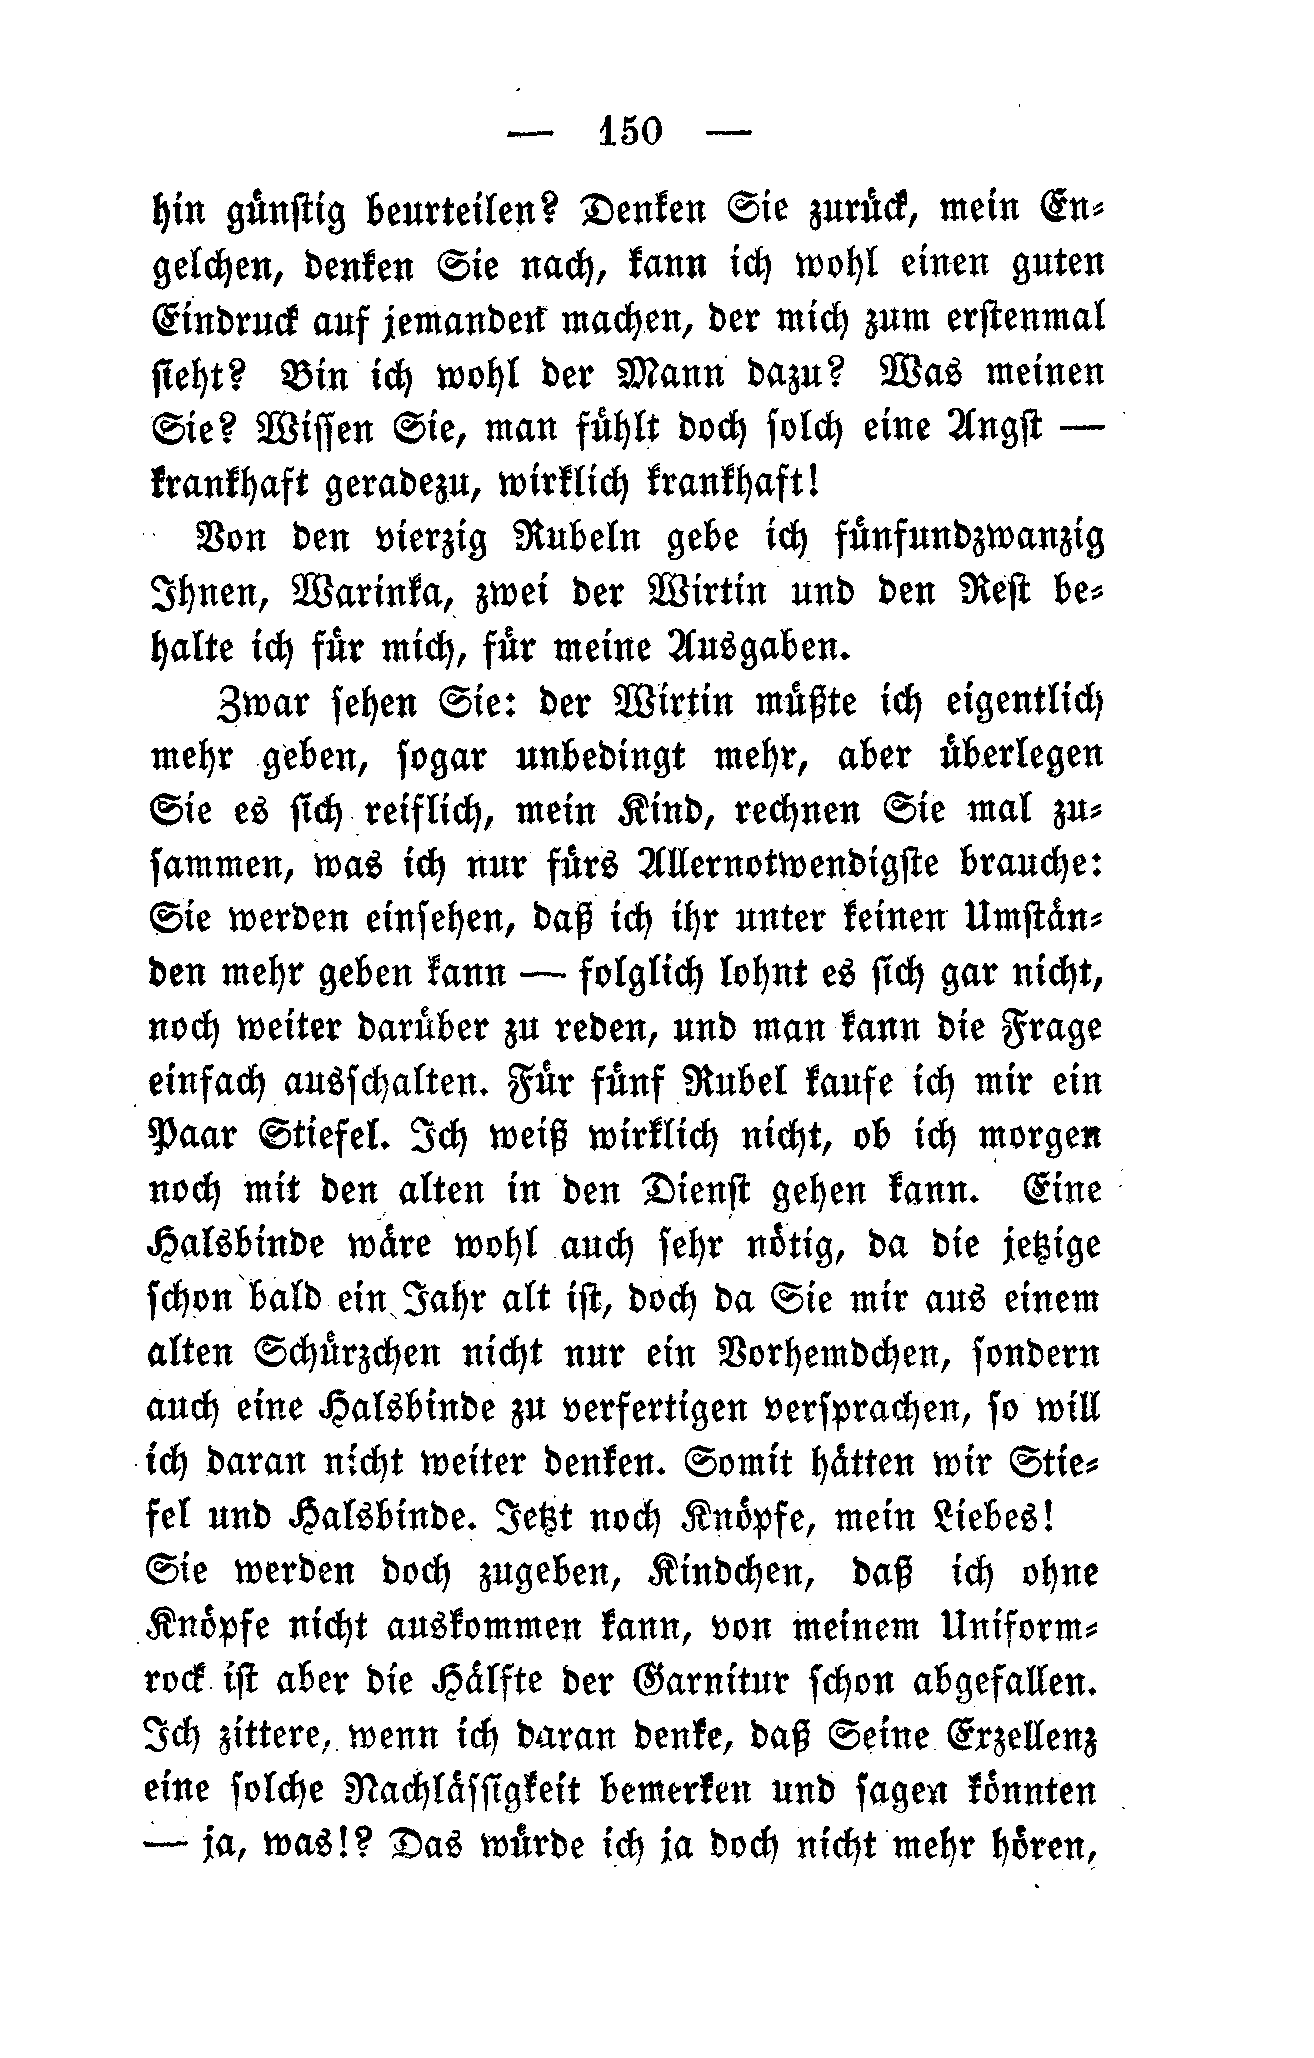 — 150 —
hin günstig beurteilen? Denken Sie zurück, mein En-
gelchen, denken Sie nach, kann ich wohl einen guten
Eindruck auf jemanden machen, der mich zum erstenmal
sieht? Bin ich wohl der Mann dazu? Was meinen
Sie? Wissen Sie, man fühlt doch solch eine Angst —
krankhaft geradezu, wirklich krankhaft!
Von den vierzig Rubeln gebe ich fünfundzwanzig
Ihnen, Warinka, zwei der Wirtin und den Rest be-
halte ich für mich, für meine Ausgaben.
Zwar sehen Sie: der Wirtin müßte ich eigentlich
mehr geben, sogar unbedingt mehr, aber überlegen
Sie es sich reiflich, mein Kind, rechnen Sie mal zu-
sammen, was ich nur fürs Allernotwendigste brauche:
Sie werden einsehen, daß ich ihr unter keinen Umstän-
den mehr geben kann — folglich lohnt es sich gar nicht,
noch weiter darüber zu reden, und man kann die Frage
einfach ausschalten. Für fünf Rubel kaufe ich mir ein
Paar Stiefel. Ich weiß wirklich nicht, ob ich morgen
noch mit den alten in den Dienst gehen kann. Eine
Halsbinde wäre wohl auch sehr nötig, da die jetzige
schon bald ein Jahr alt ist, doch da Sie mir aus einem
alten Schürzchen nicht nur ein Vorhemdchen, sondern
auch eine Halsbinde zu verfertigen versprachen, so will
ich daran nicht weiter denken. Somit hätten wir Stie-
fel und Halsbinde. Jetzt noch Knöpfe, mein Liebes!
Sie werden doch zugeben, Kindchen, daß ich ohne
Knöpfe nicht auskommen kann, von meinem Uniform-
rock ist aber die Hälfte der Garnitur schon abgefallen.
Ich zittere, wenn ich daran denke, daß Seine Exzellenz
eine solche Nachlässigkeit bemerken und sagen könnten
— ja, was!? Das würde ich ja doch nicht mehr hören,